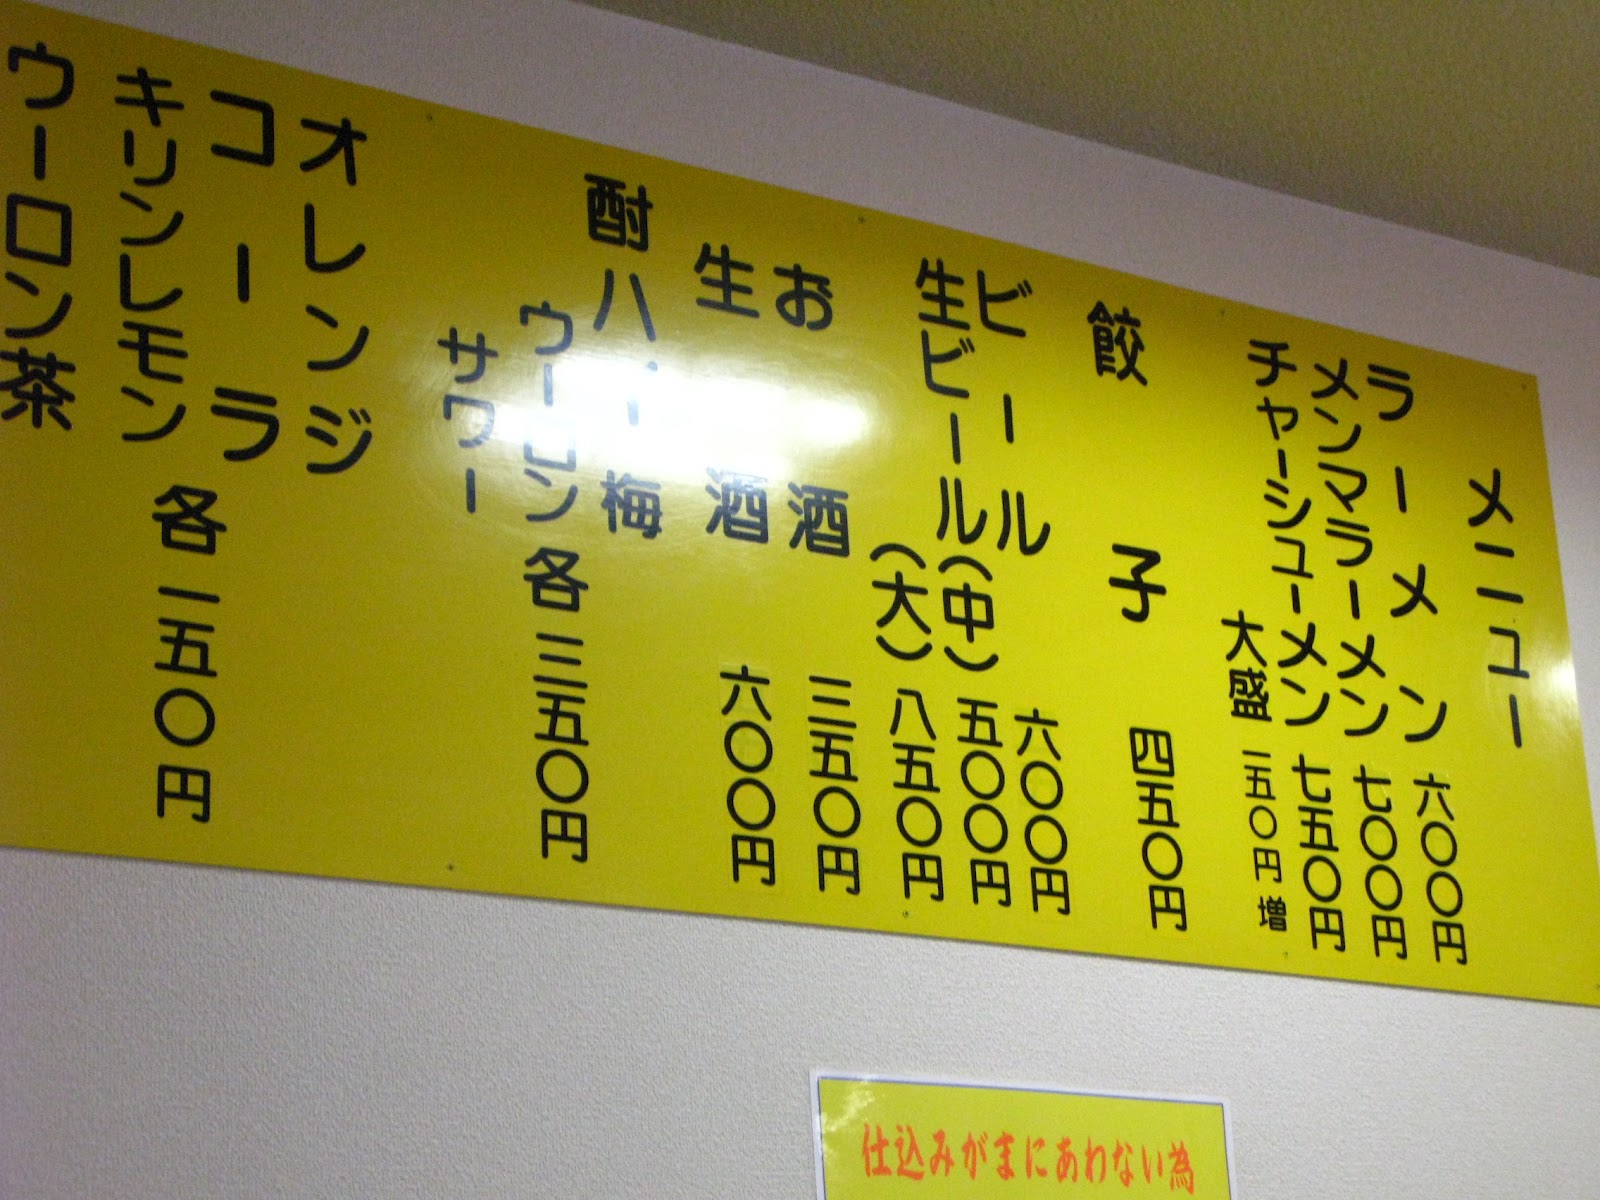 メニュー
ラーメン 六〇〇円
メンマラーメン 七〇〇円
チャーシューメン 七五〇円
大盛 一五〇円増
餃子 四五〇円
ビール 六〇〇円
生ビール(中) 五〇〇円
(大) 八五〇円
お酒 三五〇円
生酒 六〇〇円
酎ハイ 梅
ウーロン 各三五〇円
サワー
オレンジ
コーラ
キリンレモン 各一五〇円
ウーロン茶
仕込みがまにあわない為